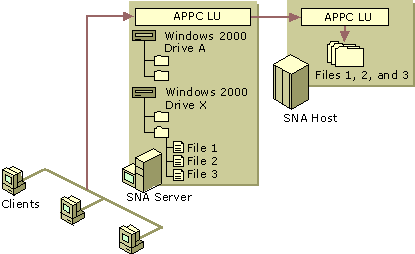 APPC LU
Windows 2000
Drive A
Windows 2000
Drive X
File 1
File 2
File 3
SNA Server
Clients
APPC LU
Files 1, 2, and 3
SNA Host